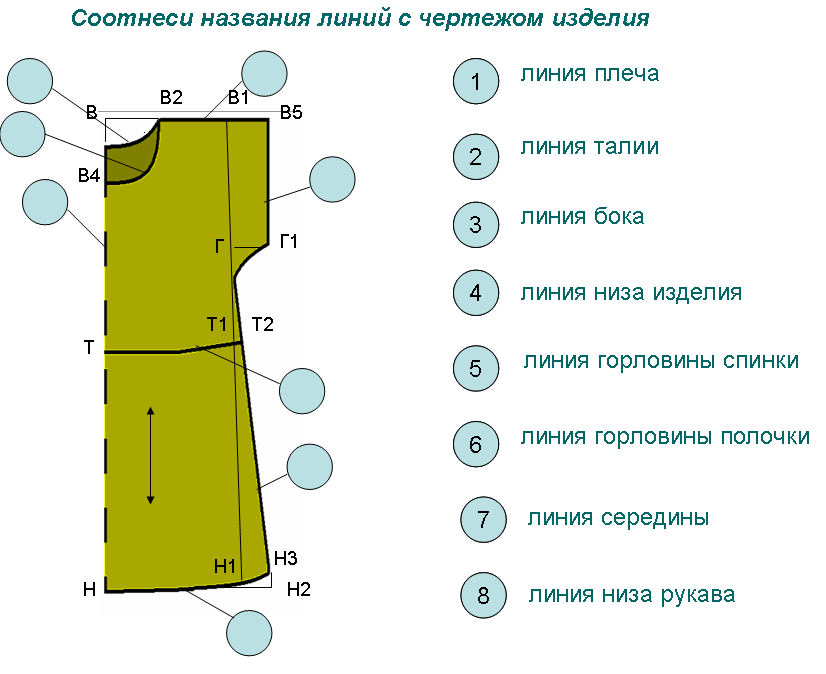 Соотнеси названия линий с чертежом изделия
В
В2
В1
В5
В4
Г
Г1
Т
Т1
Т2
Н
Н1
Н3
Н2
1 линия плеча
2 линия талии
3 линия бока
4 линия низа изделия
5 линия горловины спинки
6 линия горловины полочки
7 линия середины
8 линия низа рукава